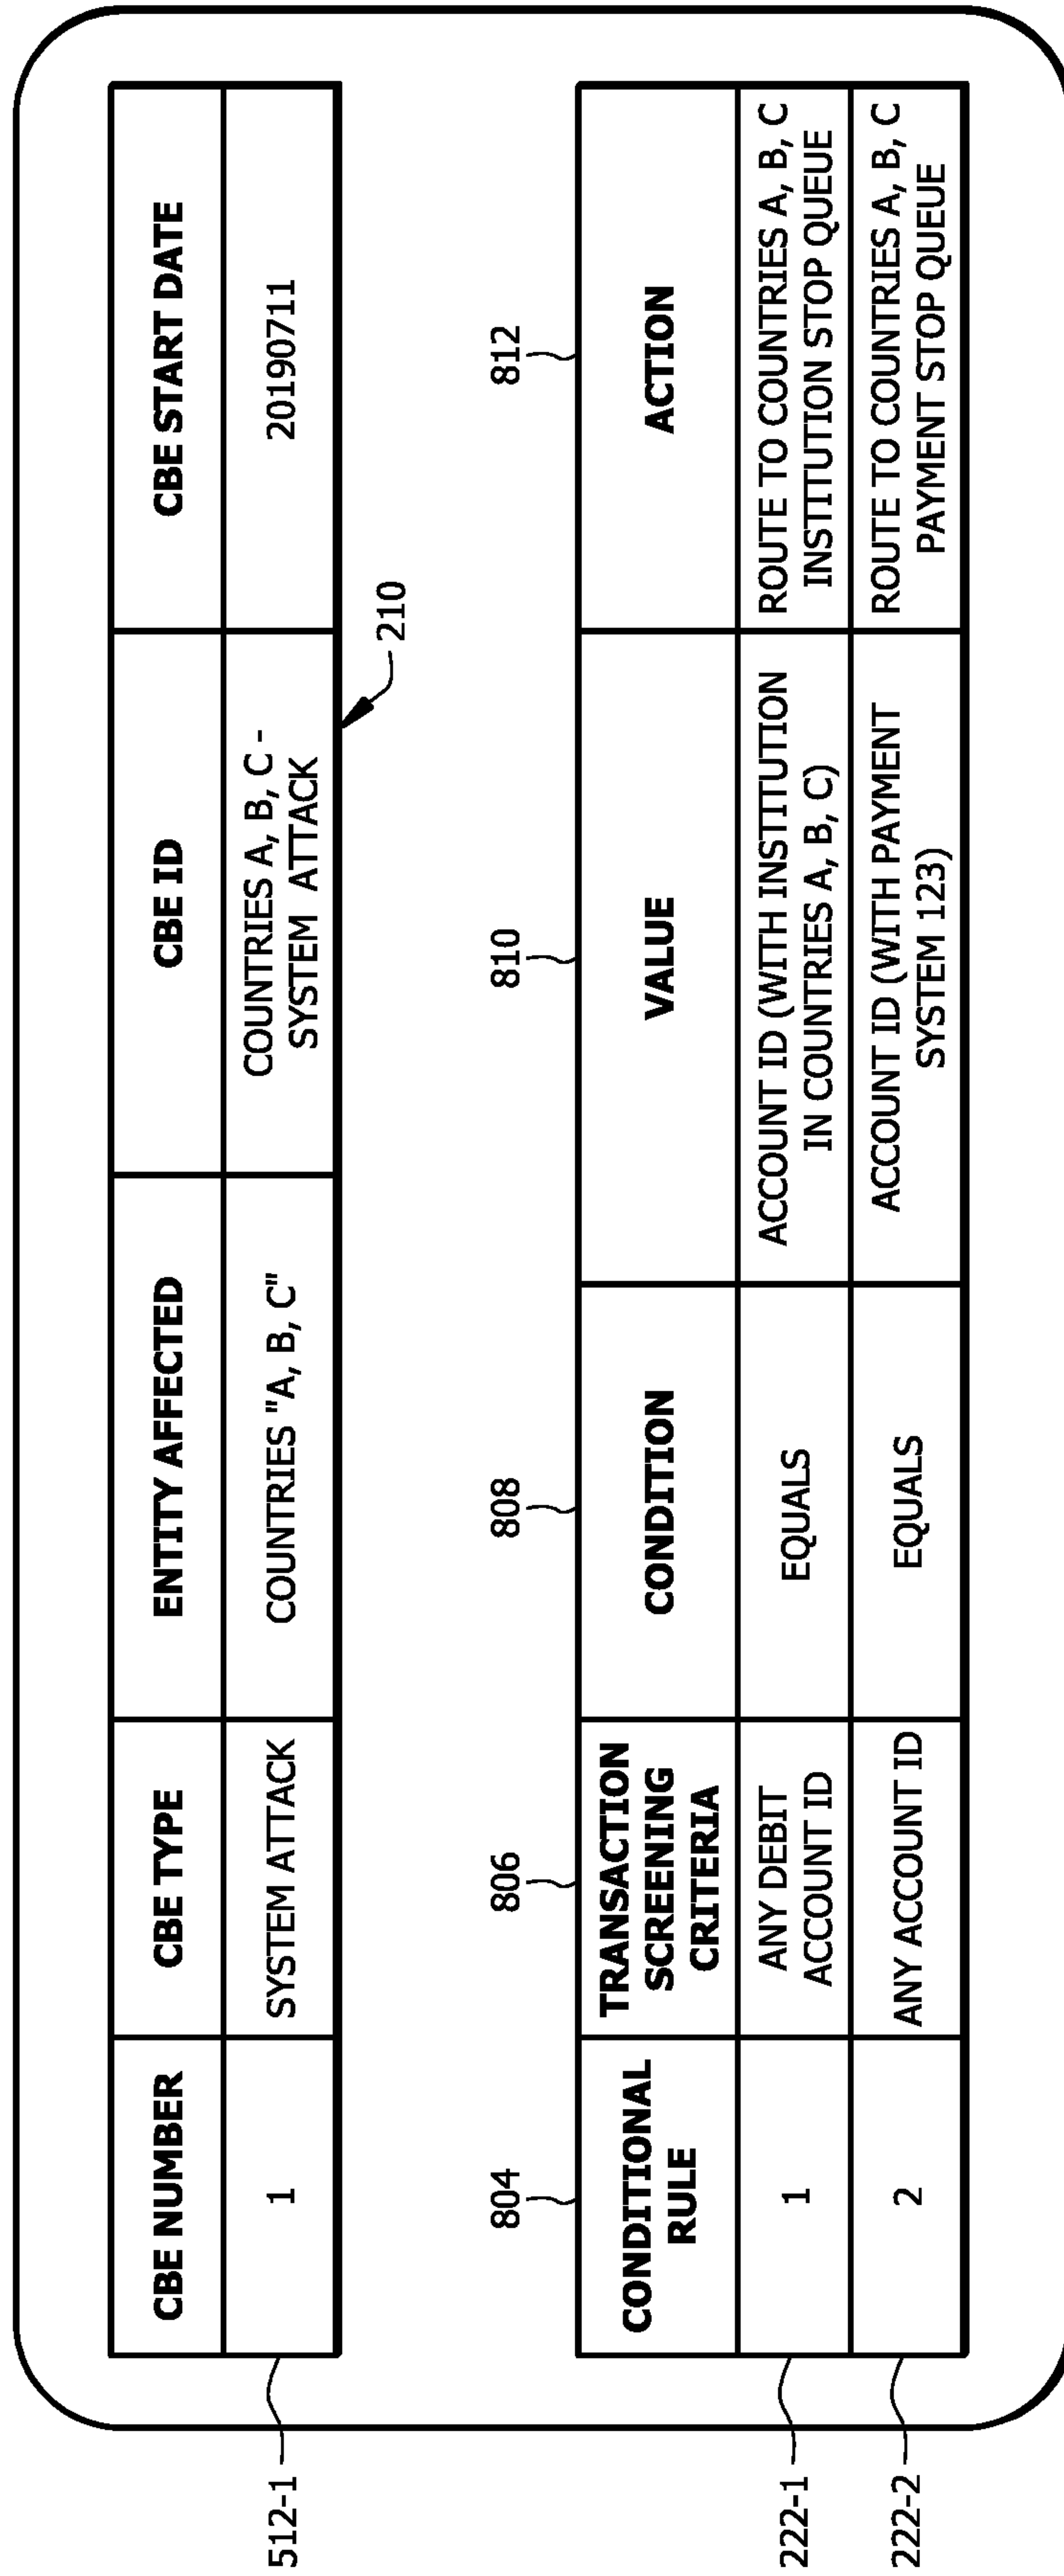 CBE NUMBER
CBE TYPE
ENTITY AFFECTED
CBE ID
CBE START DATE
512-1
1
SYSTEM ATTACK
COUNTRIES "A, B, C"
COUNTRIES A, B, C -
SYSTEM ATTACK
20190711
210
804
806
808
810
812
CONDITIONAL
RULE
TRANSACTION
SCREENING
CRITERIA
CONDITION
VALUE
ACTION
222-1
1
ANY DEBIT
ACCOUNT ID
EQUALS
ACCOUNT ID (WITH INSTITUTION
IN COUNTRIES A, B, C)
ROUTE TO COUNTRIES A, B, C
INSTITUTION STOP QUEUE
222-2
2
ANY ACCOUNT ID
EQUALS
ACCOUNT ID (WITH PAYMENT
SYSTEM 123)
ROUTE TO COUNTRIES A, B, C
PAYMENT STOP QUEUE